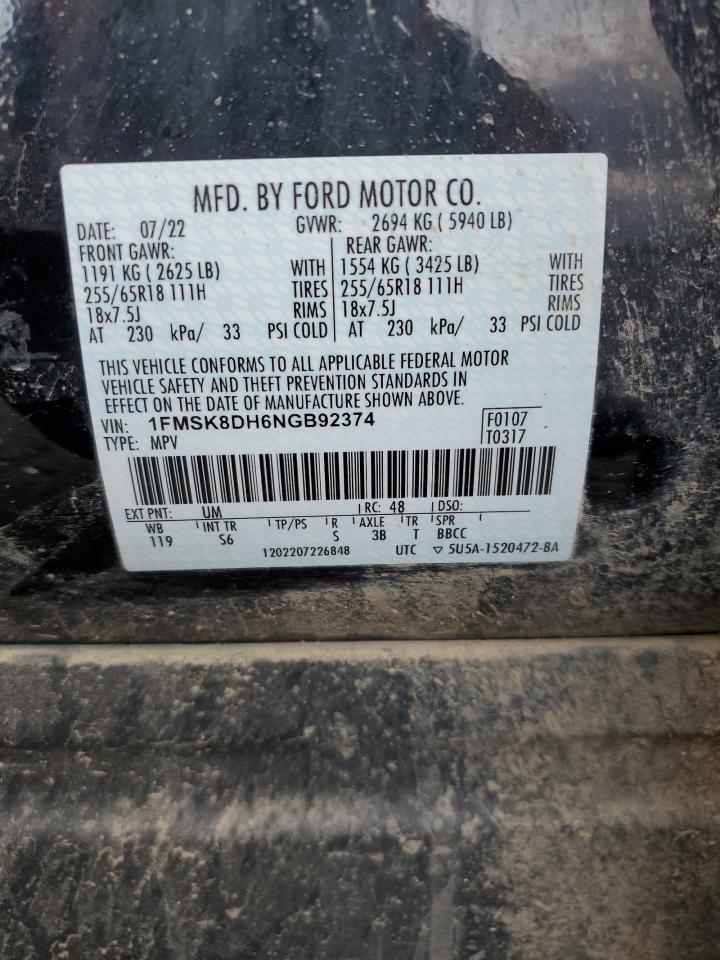 MFD. BY FORD MOTOR CO.
DATE: 07/22 GVWR: 2694 KG ( 5940 LB)
FRONT GAWR: REAR GAWR:
1191 KG ( 2625 LB) WITH 1554 KG ( 3425 LB) WITH
255/65R18 111H TIRES 255/65R18 111H TIRES
18x7.5J RIMS 18x7.5J RIMS
AT 230 kPa/ 33 PSI COLD AT 230 kPa/ 33 PSI COLD
THIS VEHICLE CONFORMS TO ALL APPLICABLE FEDERAL MOTOR
VEHICLE SAFETY AND THEFT PREVENTION STANDARDS IN
EFFECT ON THE DATE OF MANUFACTURE SHOWN ABOVE.
VIN: 1FMSK8DH6NGB92374 F0107
TYPE: MPV T0317
EXT PNT: UM RC: 48 DSO:
WB INT TR TP/PS R AXLE TR SPR
119 S6 S 3B T BBCC
1202207226848 UTC ▽ 5U5A-1520472-BA